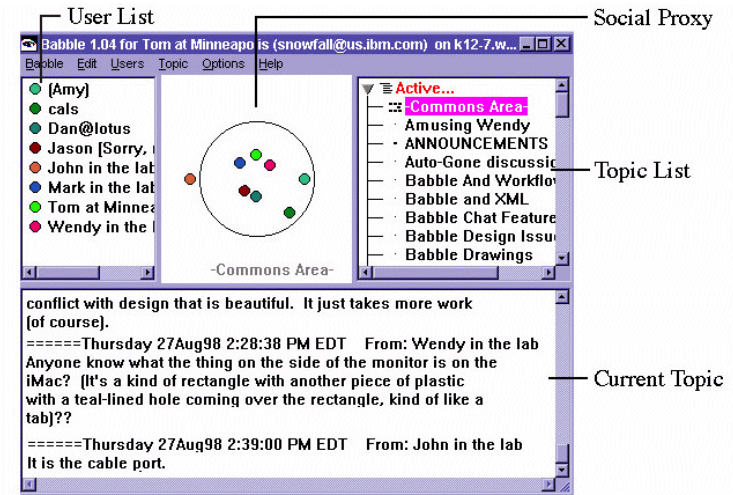 User List
Social Proxy
Babble 1.04 for Tom at Minneapolis (snowfall@us.ibm.com) on k12-7.w...
Babble Edit Users Topic Options Help
(Amy)
cals
Dan@lotus
Jason [Sorry,
John in the lab
Mark in the lab
Tom at Minnea
Wendy in the l
-Commons Area-
Active...
-Commons Area-
Amusing Wendy
ANNOUNCEMENTS
Auto-Gone discussic
Babble And Workflov
Babble and XML
Babble Chat Feature
Babble Design Issu
Babble Drawings
Topic List
conflict with design that is beautiful. It just takes more work
(of course).
======Thursday 27Aug98 2:28:38 PM EDT From: Wendy in the lab
Anyone know what the thing on the side of the monitor is on the
iMac? (It's a kind of rectangle with another piece of plastic
with a teal-lined hole coming over the rectangle, kind of like a
tab)??
======Thursday 27Aug98 2:39:00 PM EDT From: John in the lab
It is the cable port.
Current Topic